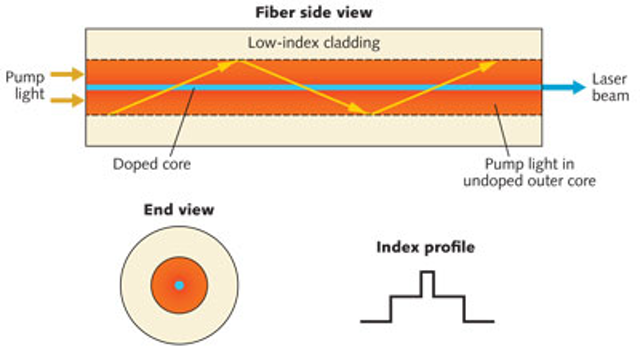 Fiber side view
Low-index cladding
Pump
light
Laser
beam
Doped core
Pump light in
undoped outer core
End view
Index profile